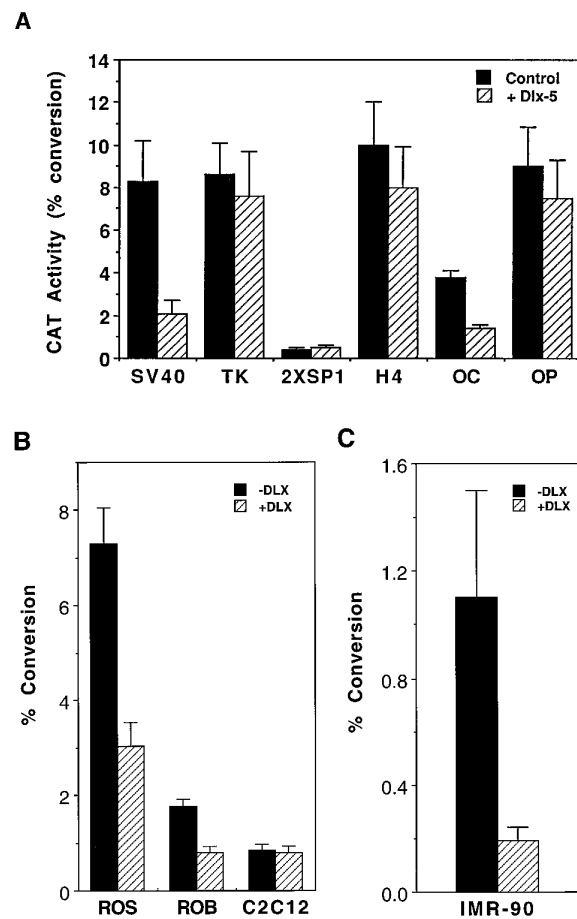 A
CAT Activity (% conversion)
14
12
10
8
6
4
2
0
Control
+ Dlx-5
SV40 TK 2XSP1 H4 OC OP
B
% Conversion
8
6
4
2
0
-DLX
+DLX
ROS ROB C2C12
C
% Conversion
1.6
1.2
0.8
0.4
0.0
-DLX
+DLX
IMR-90